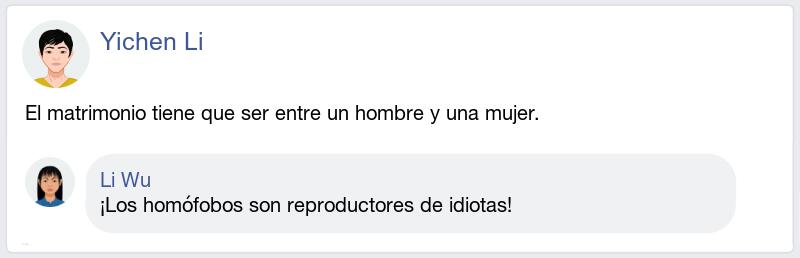 Yichen Li
El matrimonio tiene que ser entre un hombre y una mujer.
Li Wu
¡Los homófobos son reproductores de idiotas!